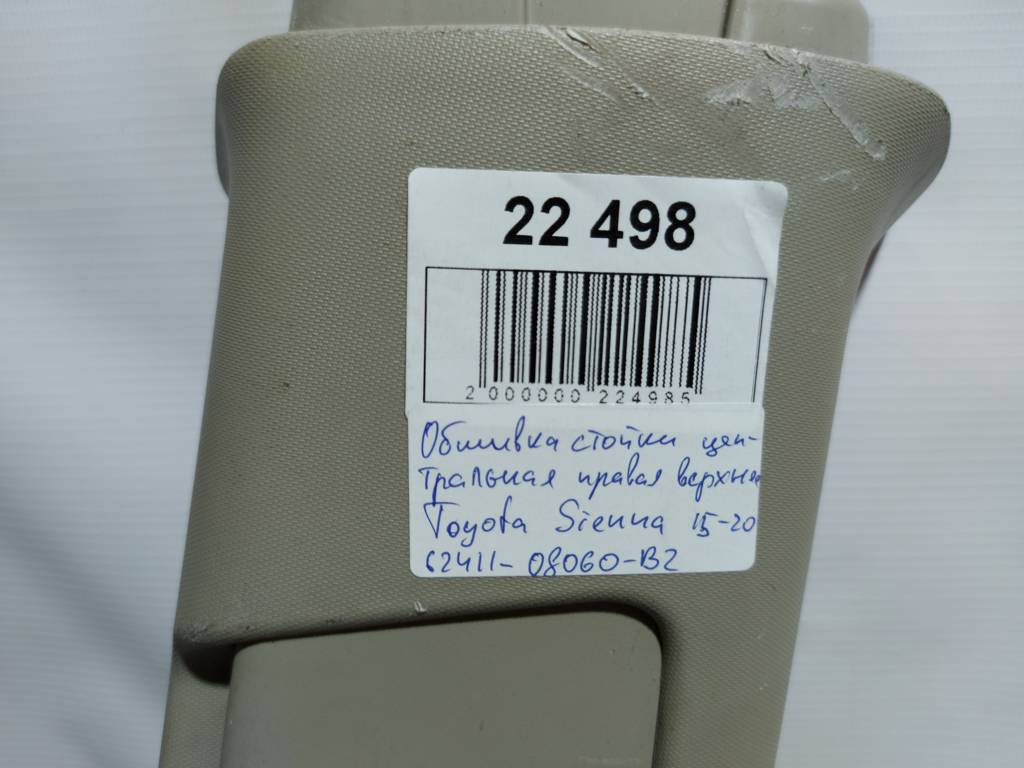 22 498
2 000000 224985
Обшивка стойки цен-
тральная правая верхняя
Toyota Sienna 15-20
62411-08060-B2